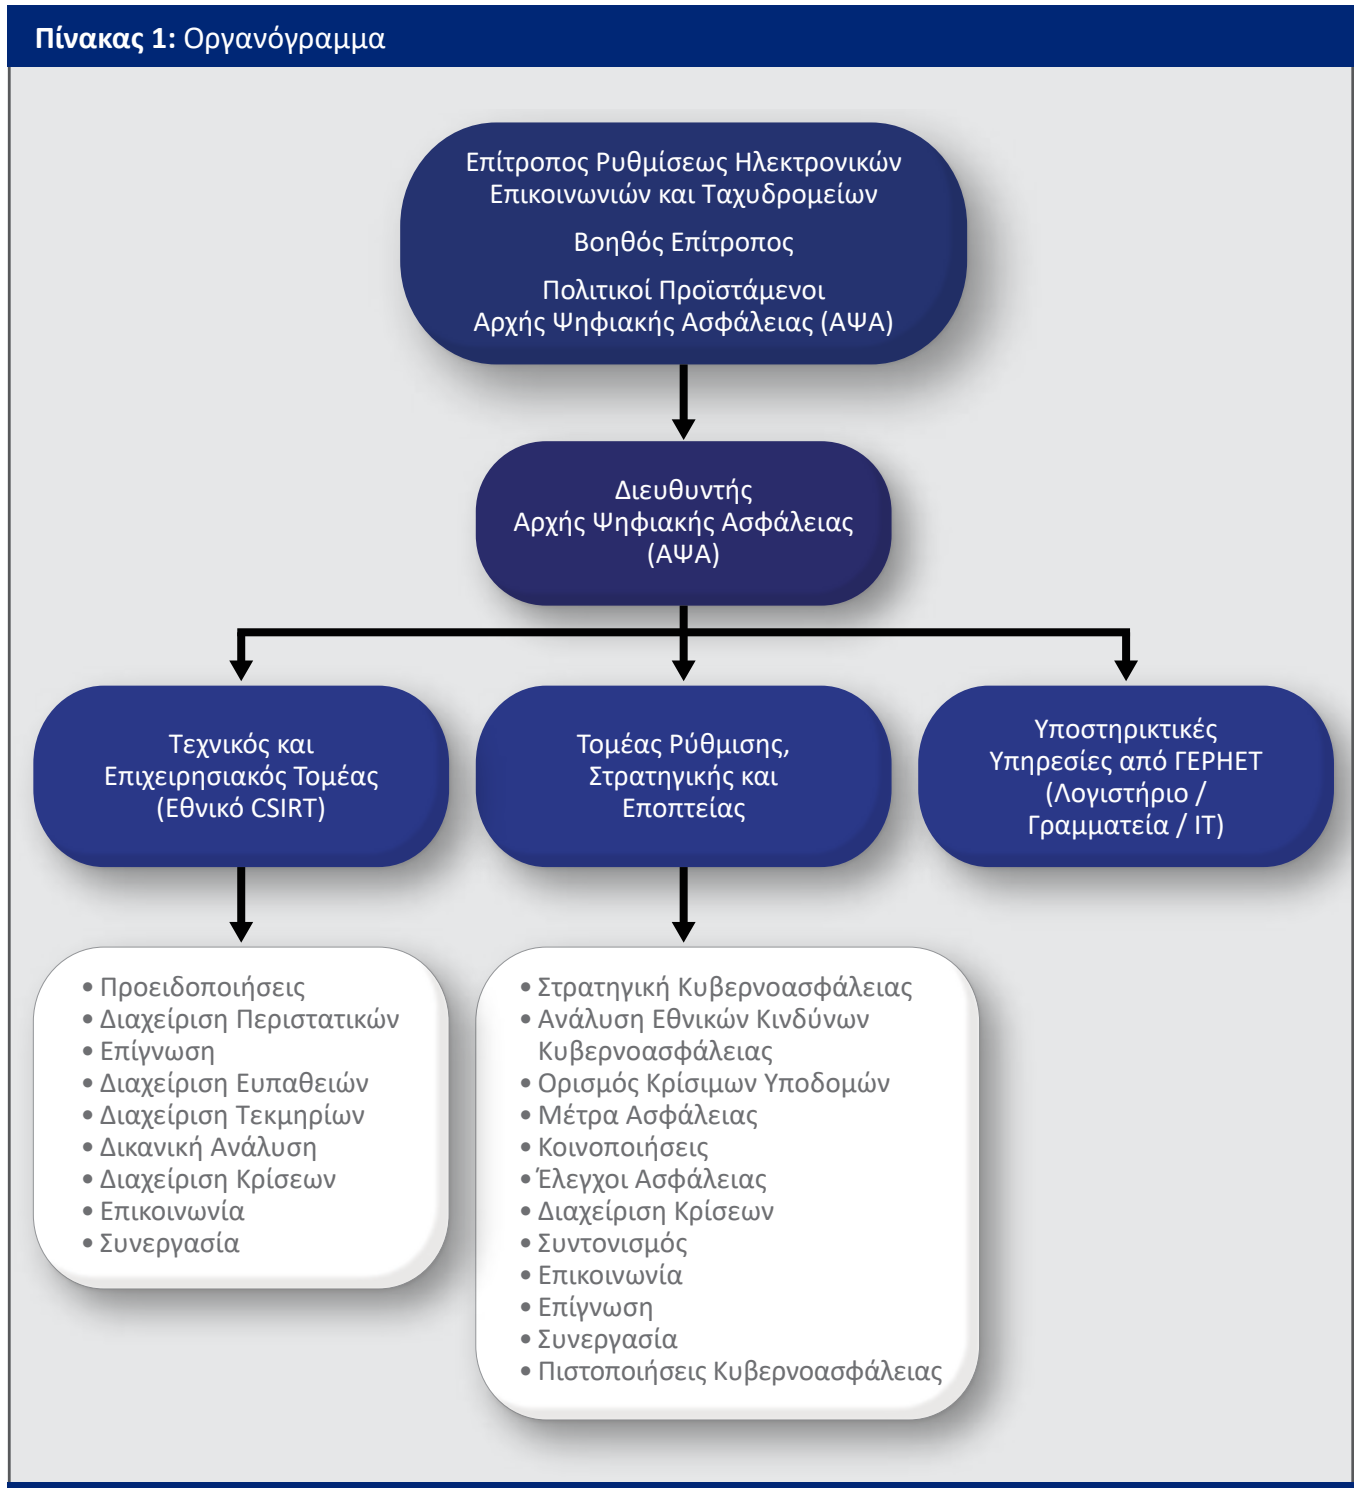 Πίνακας 1: Οργανόγραμμα
Επίτροπος Ρυθμίσεως Ηλεκτρονικών
Επικοινωνιών και Ταχυδρομείων
Βοηθός Επίτροπος
Πολιτικοί Προϊστάμενοι
Αρχής Ψηφιακής Ασφάλειας (ΑΨΑ)
Διευθυντής
Αρχής Ψηφιακής Ασφάλειας
(ΑΨΑ)
Τεχνικός και
Επιχειρησιακός Τομέας
(Εθνικό CSIRT)
Τομέας Ρύθμισης,
Στρατηγικής και
Εποπτείας
Υποστηρικτικές
Υπηρεσίες από ΓΕΡΗΕΤ
(Λογιστήριο /
Γραμματεία / IT)
• Προειδοποιήσεις
• Διαχείριση Περιστατικών
• Επίγνωση
• Διαχείριση Ευπαθειών
• Διαχείριση Τεκμηρίων
• Δικανική Ανάλυση
• Διαχείριση Κρίσεων
• Επικοινωνία
• Συνεργασία
• Στρατηγική Κυβερνοασφάλειας
• Ανάλυση Εθνικών Κινδύνων
Κυβερνοασφάλειας
• Ορισμός Κρίσιμων Υποδομών
• Μέτρα Ασφάλειας
• Κοινοποιήσεις
• Έλεγχοι Ασφάλειας
• Διαχείριση Κρίσεων
• Συντονισμός
• Επικοινωνία
• Επίγνωση
• Συνεργασία
• Πιστοποιήσεις Κυβερνοασφάλειας